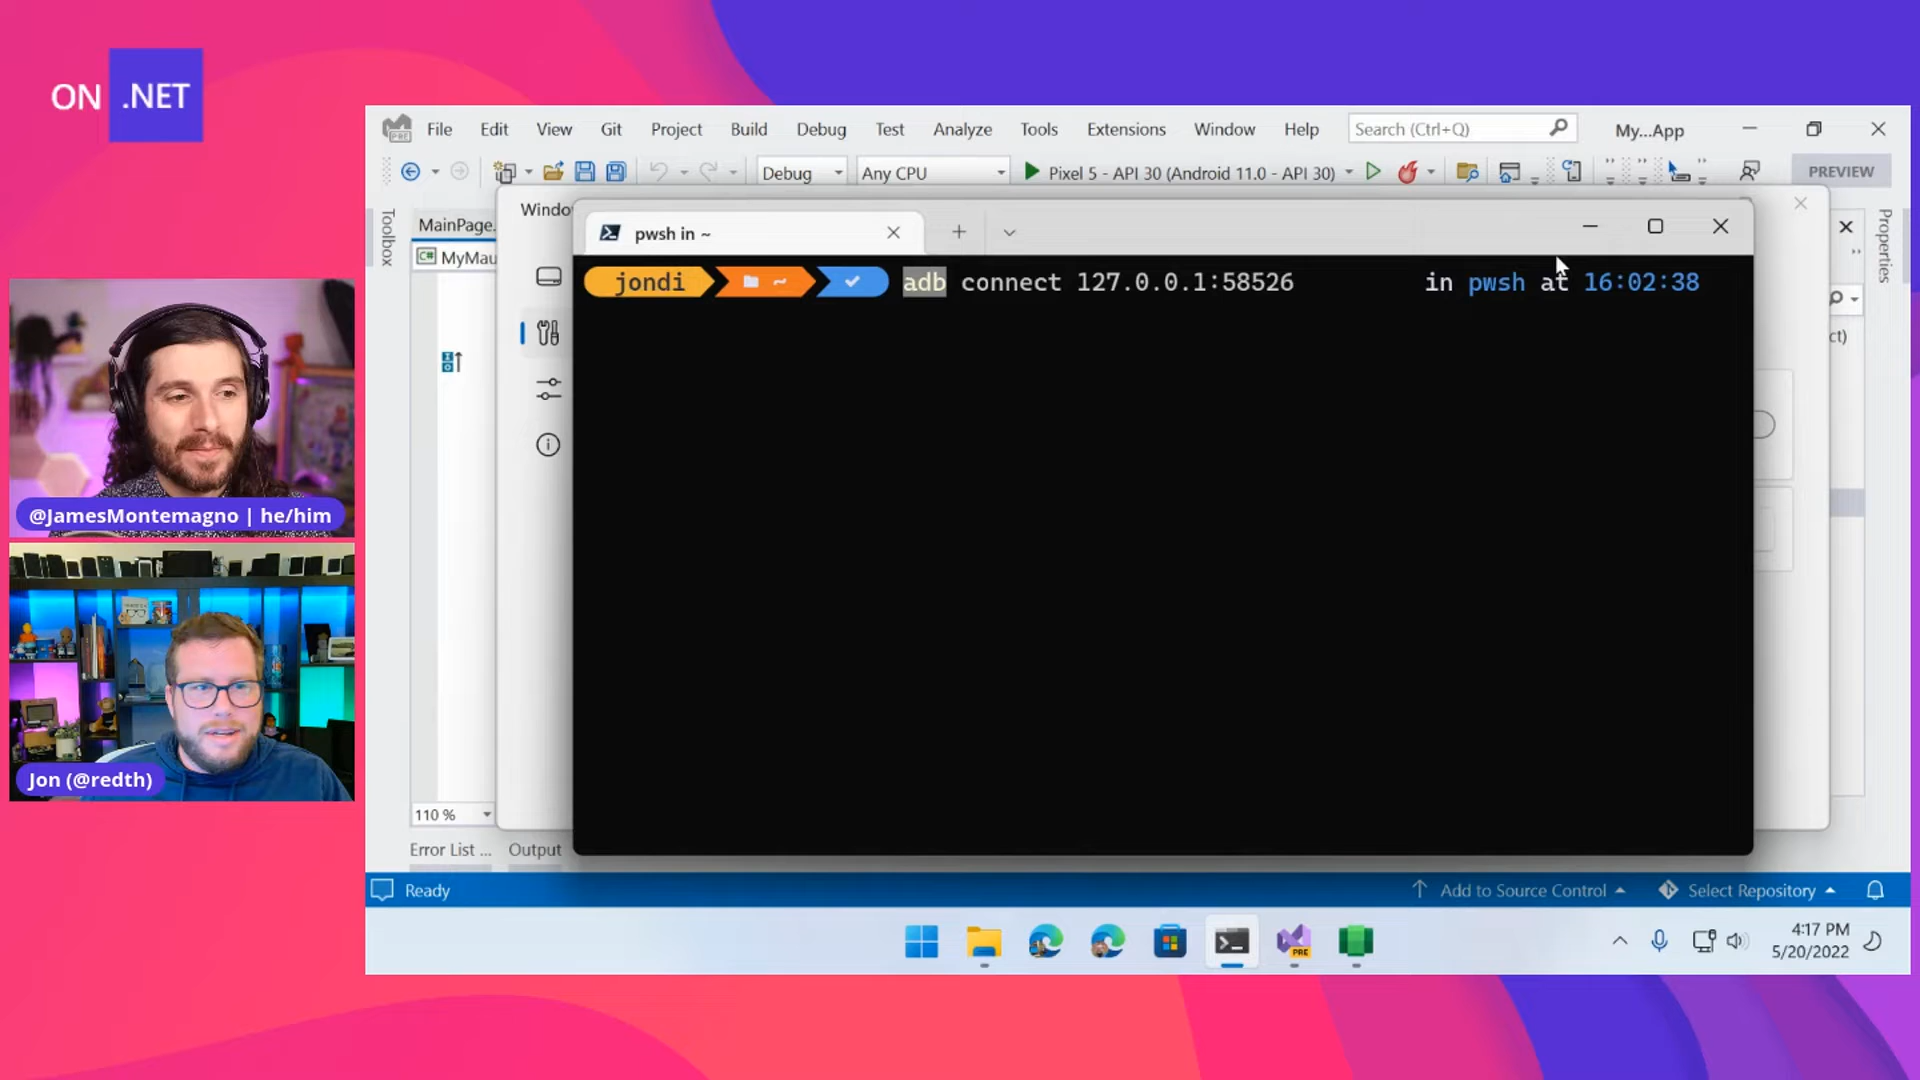 ON .NET
File Edit View Git Project Build Debug Test Analyze Tools Extensions Window Help Search (Ctrl+Q) My...App
Debug Any CPU Pixel 5 - API 30 (Android 11.0 - API 30) PREVIEW
Toolbox
MainPage.
C# MyMau
Windo
pwsh in ~
jondi ~ adb connect 127.0.0.1:58526 in pwsh at 16:02:38
Properties
ct)
@JamesMontemagno | he/him
Jon (@redth)
110 %
Error List ... Output
Ready Add to Source Control Select Repository
PRE
4:17 PM
5/20/2022